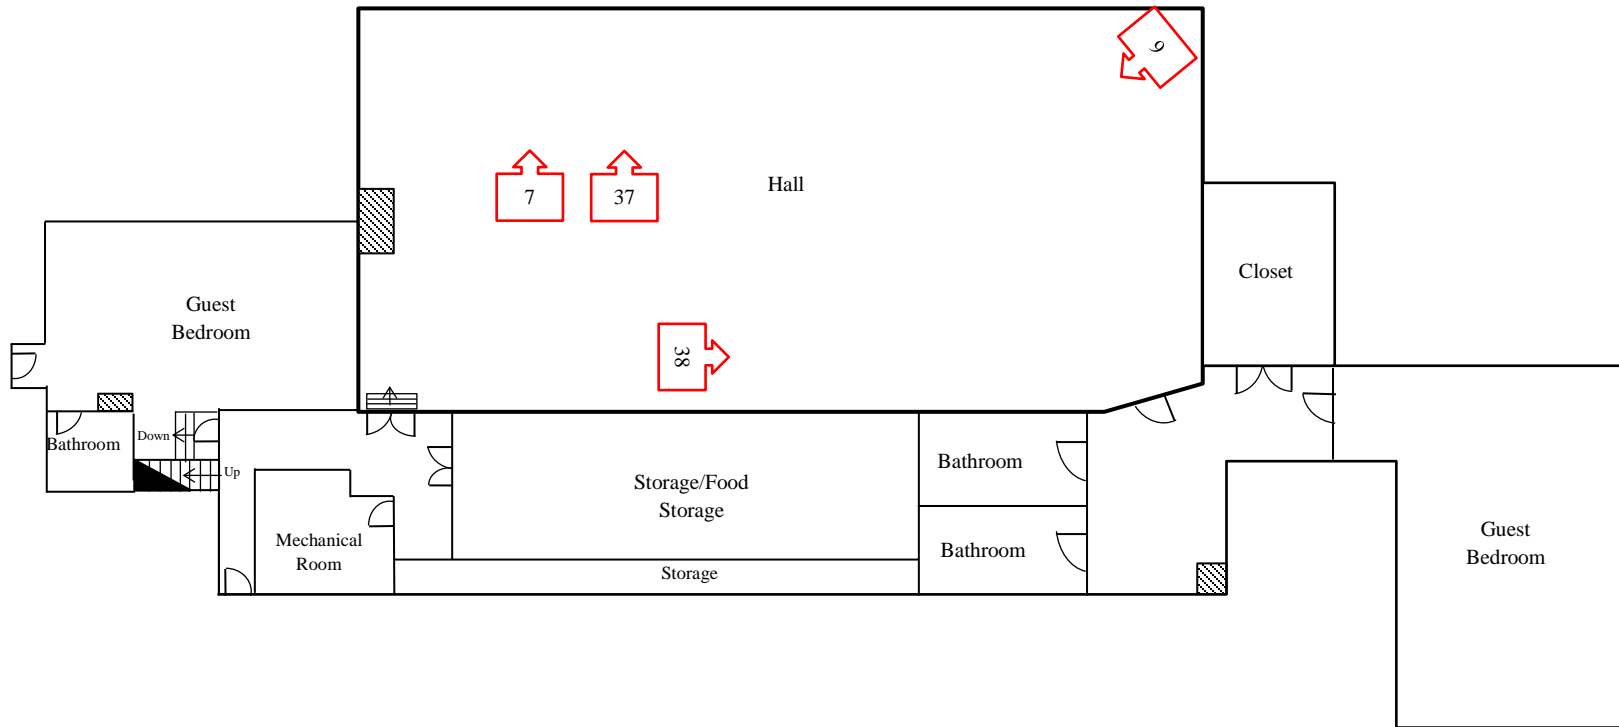 9
7
37
Hall
Closet
Guest
Bedroom
38
Bathroom
Down
Up
Storage/Food
Storage
Bathroom
Mechanical
Room
Bathroom
Storage
Guest
Bedroom